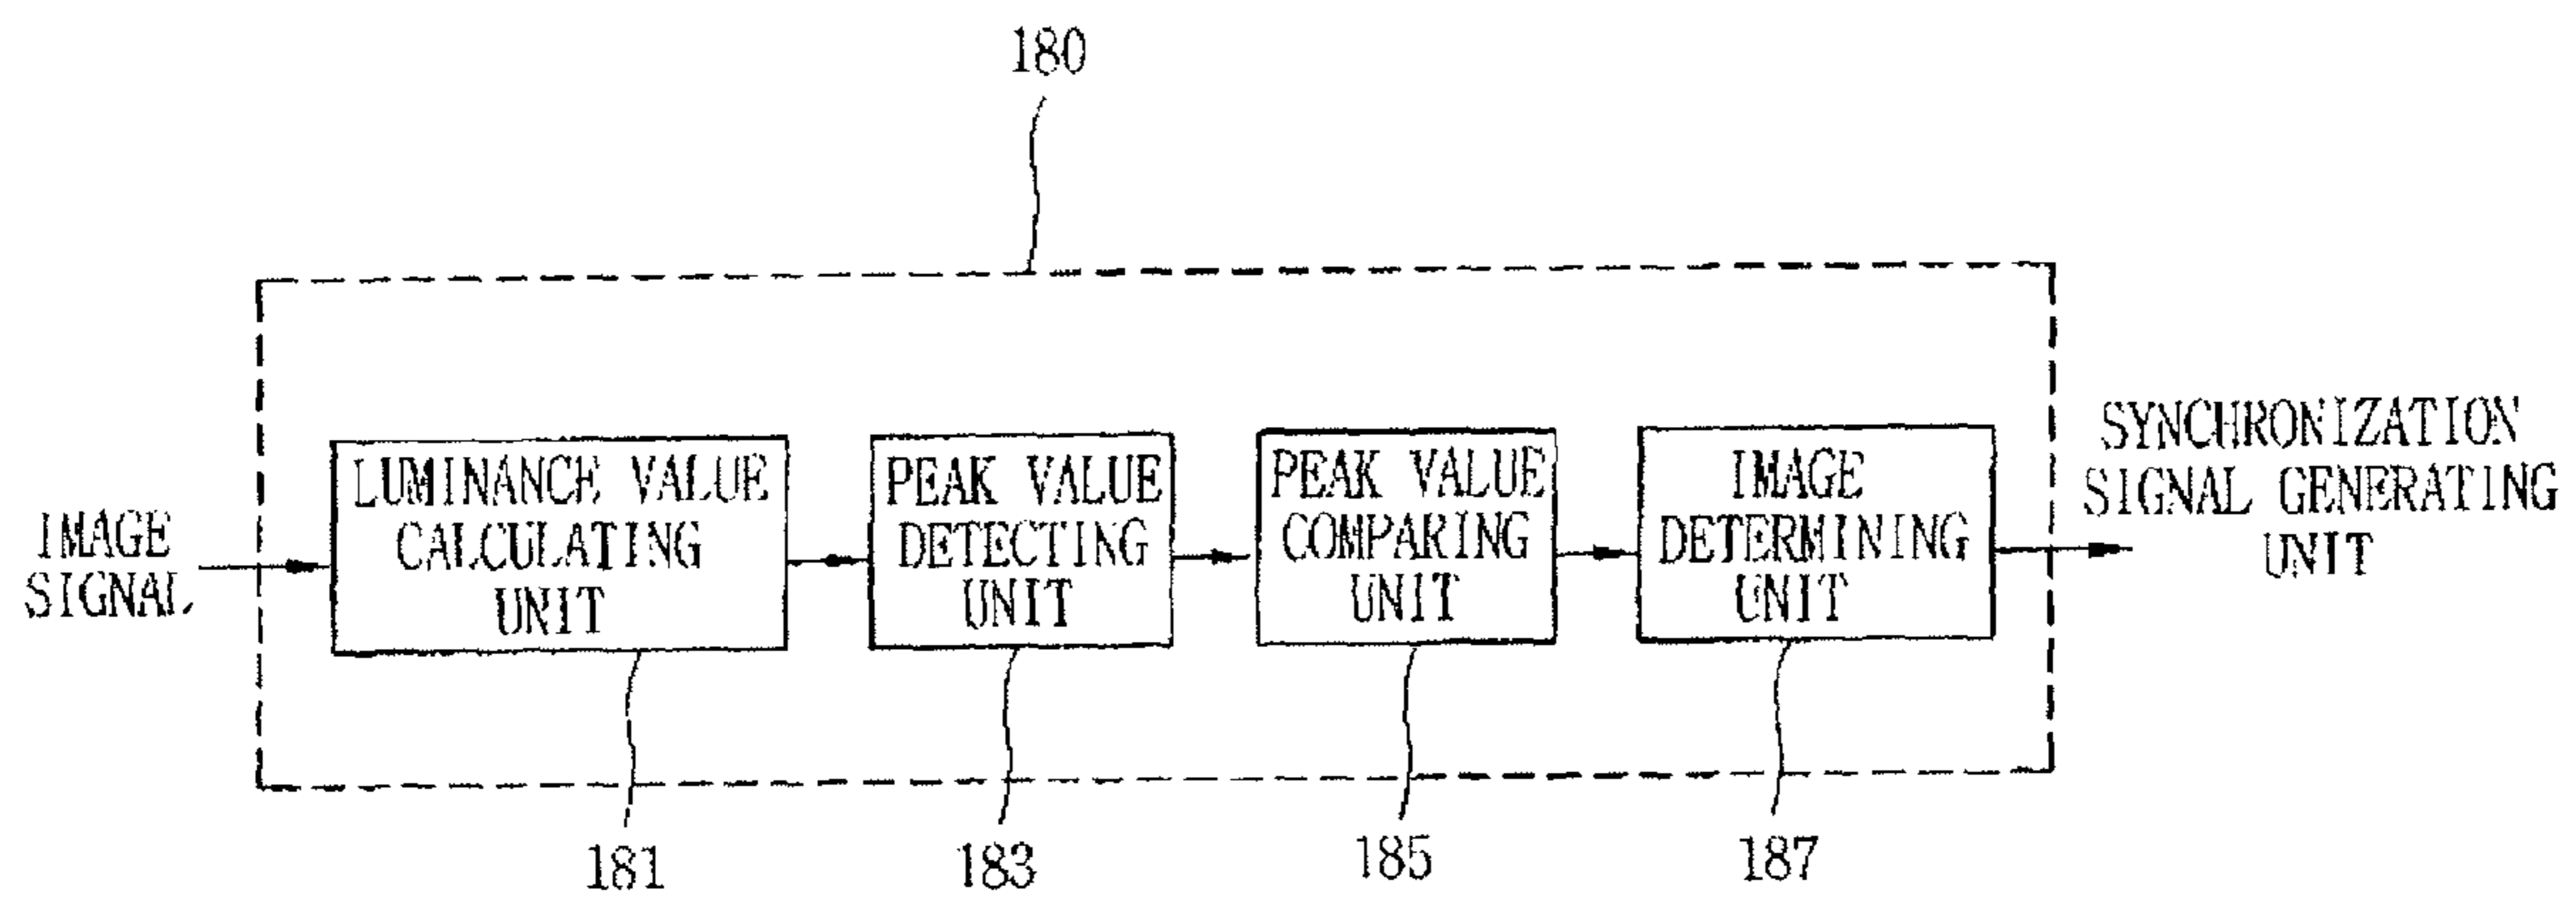 180
IMAGE
SIGNAL
LUMINANCE VALUE
CALCULATING
UNIT
PEAK VALUE
DETECTING
UNIT
PEAK VALUE
COMPARING
UNIT
IMAGE
DETERMINING
UNIT
SYNCHRONIZATION
SIGNAL GENERATING
UNIT
181
183
185
187